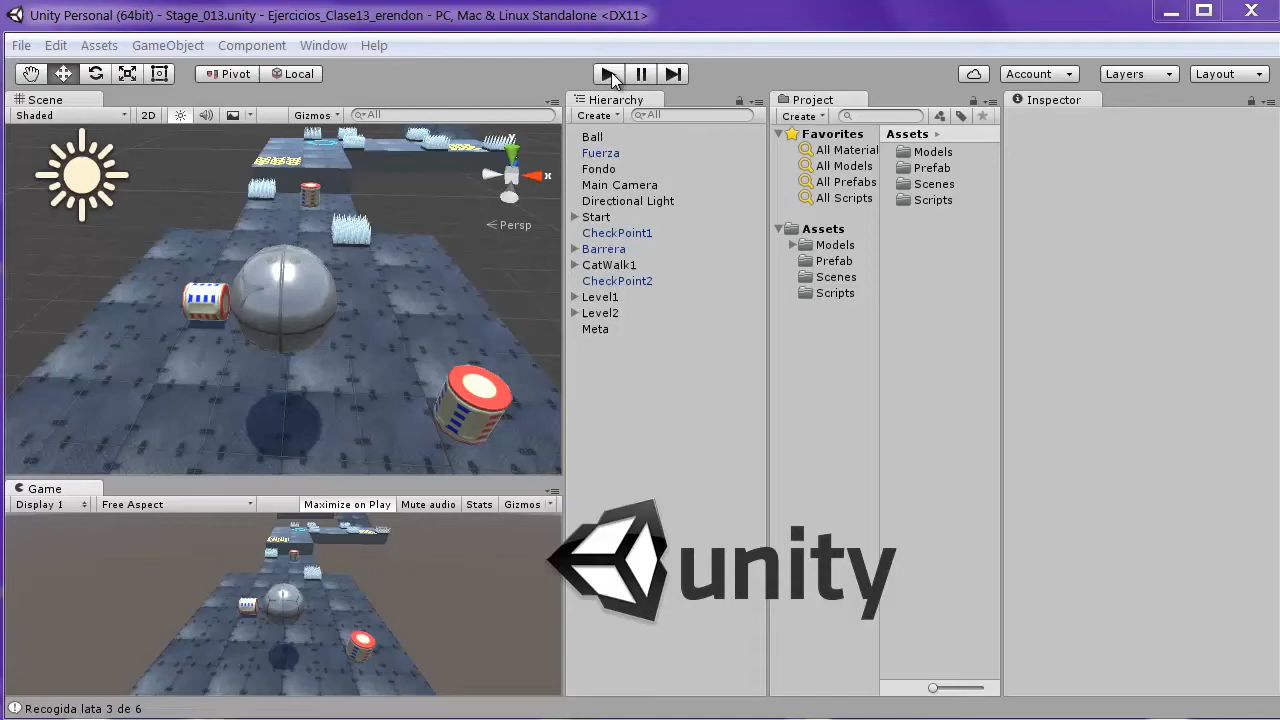 Unity Personal (64bit) - Stage_013.unity - Ejercicios_Clase13_erendon - PC, Mac & Linux Standalone <DX11>
File Edit Assets GameObject Component Window Help
Pivot Local Account Layers Layout
Scene
Shaded 2D Gizmos All
y
x
Persp
Game
Display 1 Free Aspect Maximize on Play Mute audio Stats Gizmos
Hierarchy
Create All
Ball
Fuerza
Fondo
Main Camera
Directional Light
Start
CheckPoint1
Barrera
CatWalk1
CheckPoint2
Level1
Level2
Meta
Project
Create
Favorites
All Material
All Models
All Prefabs
All Scripts
Assets
Models
Prefab
Scenes
Scripts
Assets
Models
Prefab
Scenes
Scripts
Inspector
unity
Recogida lata 3 de 6